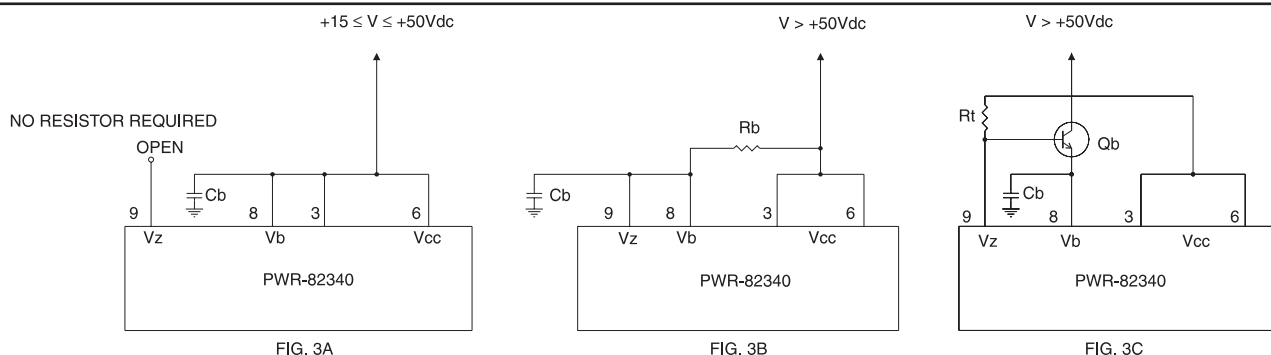 +15 ≤ V ≤ +50Vdc
NO RESISTOR REQUIRED
OPEN
Cb
9
8
3
6
Vz
Vb
Vcc
PWR-82340
FIG. 3A
V > +50Vdc
Rb
Cb
9
8
3
6
Vz
Vb
Vcc
PWR-82340
FIG. 3B
V > +50Vdc
Rt
Qb
Cb
9
8
3
6
Vz
Vb
Vcc
PWR-82340
FIG. 3C